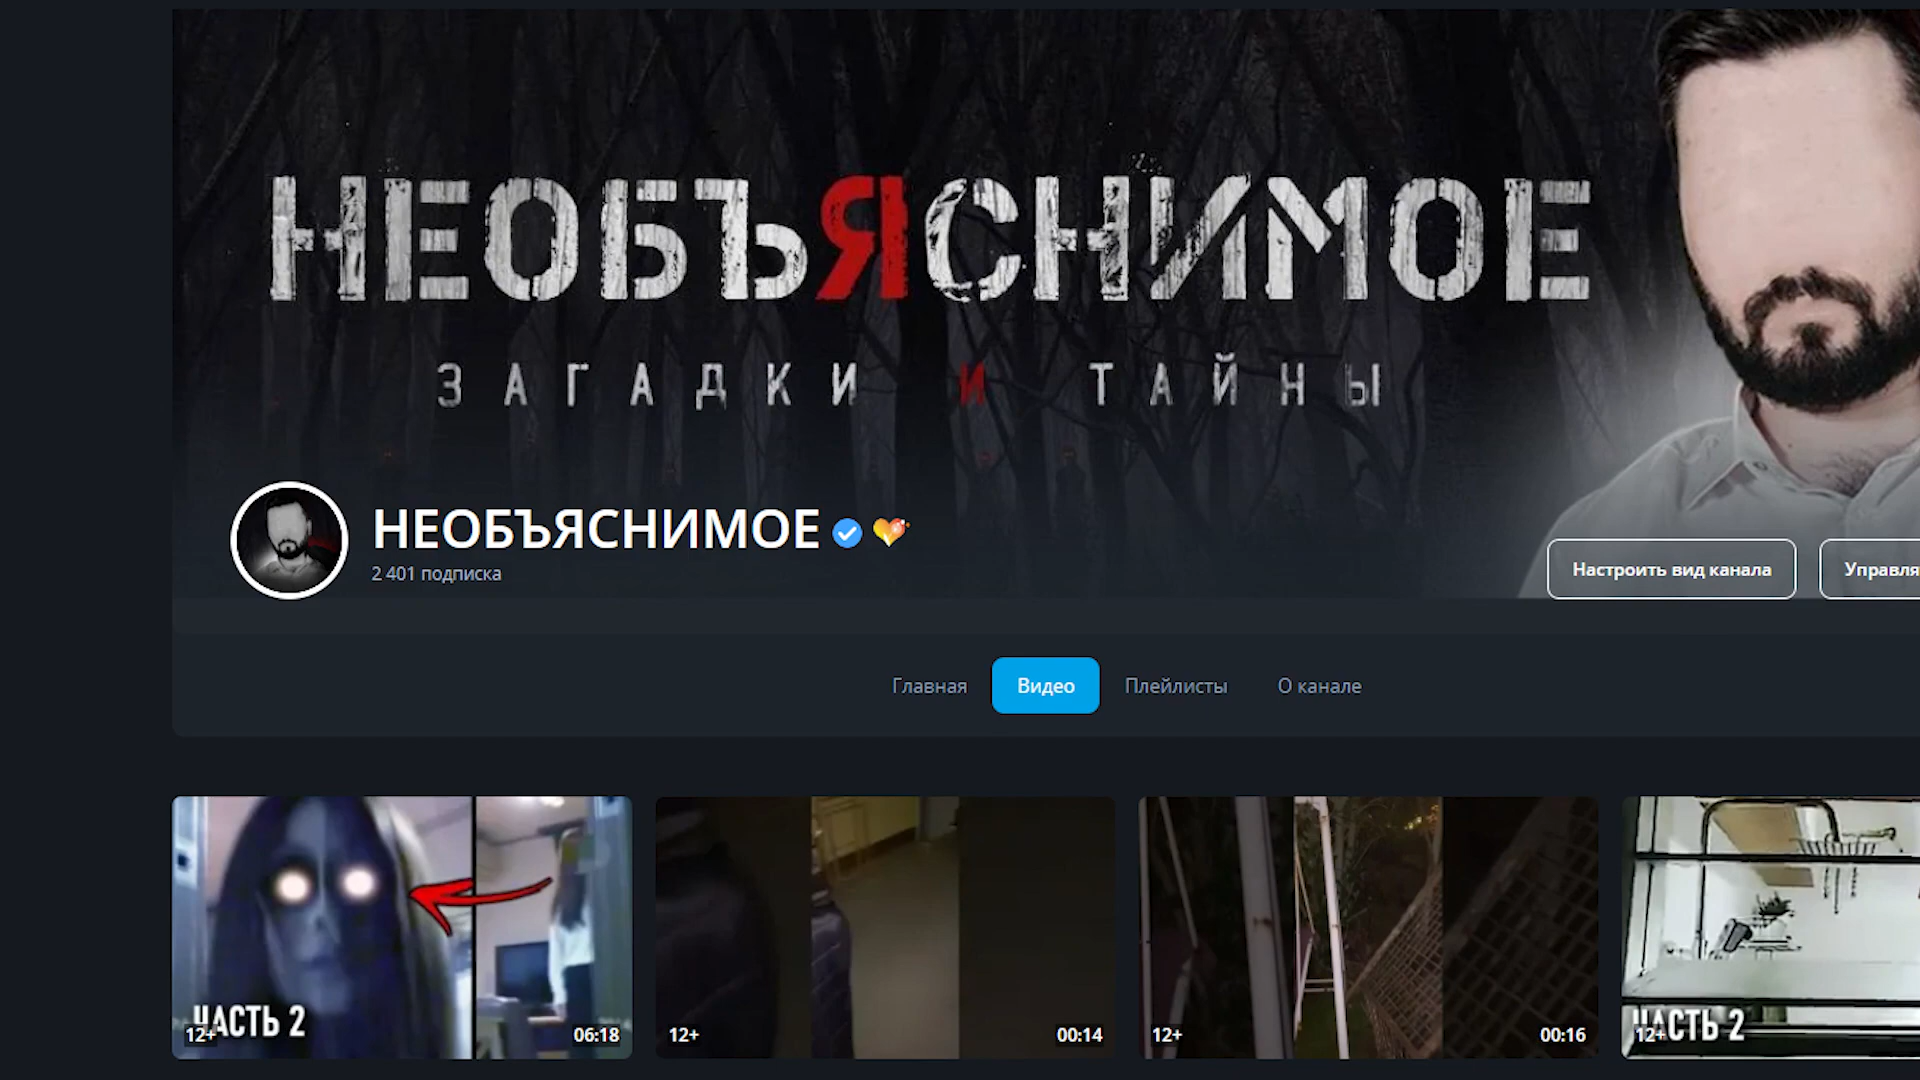 НЕОБЪЯСНИМОЕ
ЗАГАДКИ И ТАЙНЫ
НЕОБЪЯСНИМОЕ
2 401 подписка
Настроить вид канала
Управля
Главная
Видео
Плейлисты
О канале
ЧАСТЬ 2
12+
06:18
12+
00:14
12+
00:16
ЧАСТЬ 2
12+